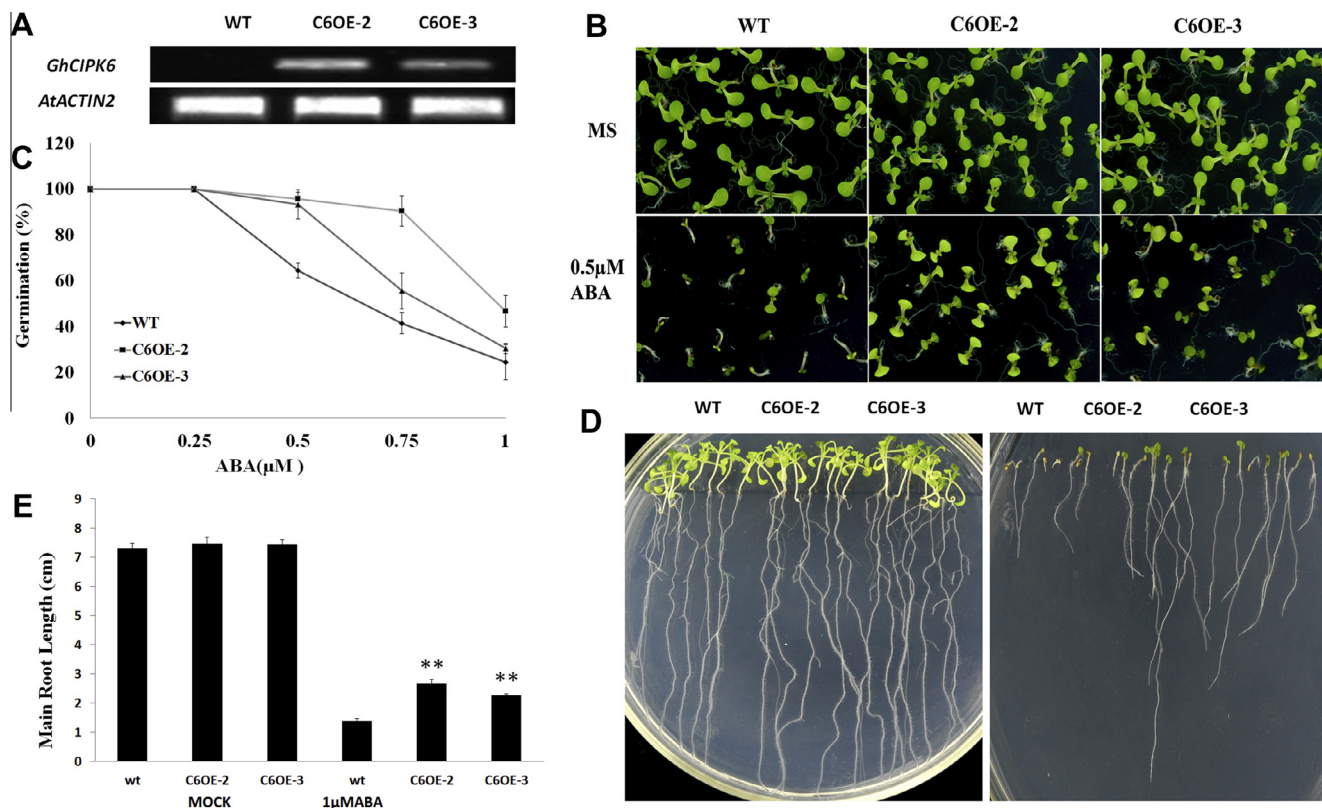 A
WT C6OE-2 C6OE-3
GhCIPK6
AtACTIN2
B
WT C6OE-2 C6OE-3
MS
0.5µM
ABA
C
120
100
80
60
40
20
0
Germination (%)
WT
C6OE-2
C6OE-3
0 0.25 0.5 0.75 1
ABA(µM )
D
WT C6OE-2 C6OE-3
WT C6OE-2 C6OE-3
E
9
8
7
6
5
4
3
2
1
0
Main Root Length (cm)
** **
wt C6OE-2 C6OE-3 wt C6OE-2 C6OE-3
MOCK 1µMABA